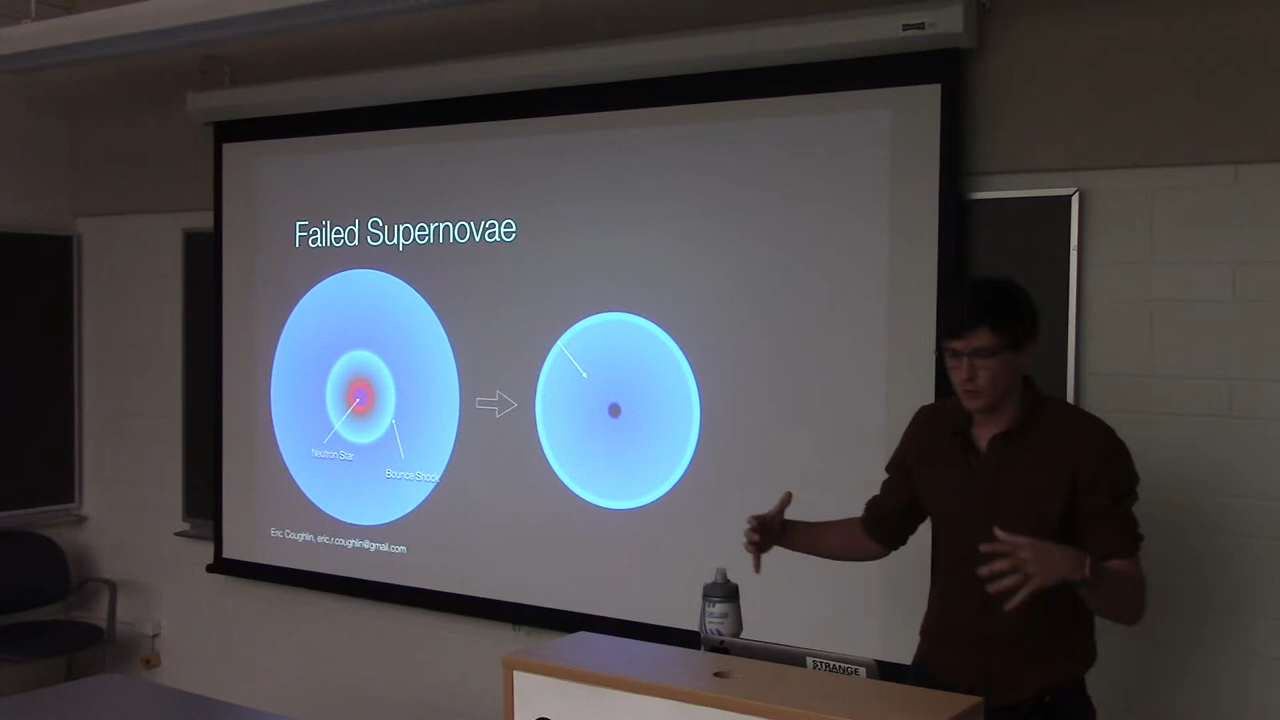 Failed Supernovae
Neutron Star
Bounce Shock
Eric Coughlin, eric.r.coughlin@gmail.com
STRANGE